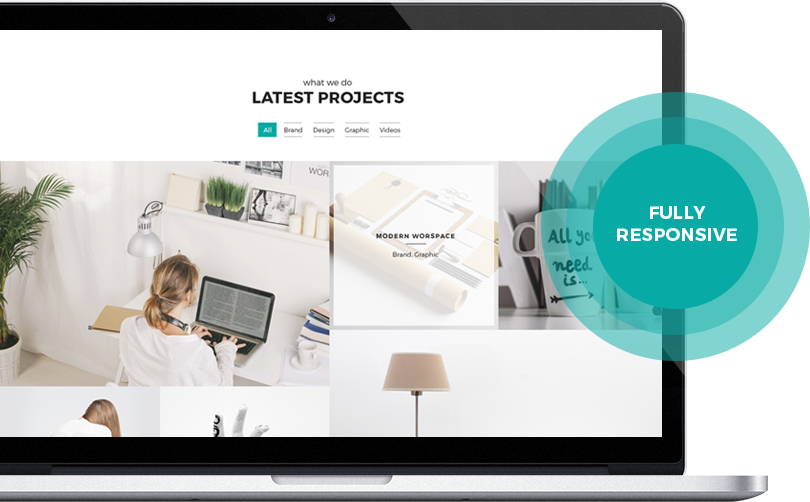 what we do
LATEST PROJECTS
All
Brand
Design
Graphic
Videos
WOR
MODERN WORSPACE
Brand, Graphic
All yo
need
is...
FULLY
RESPONSIVE